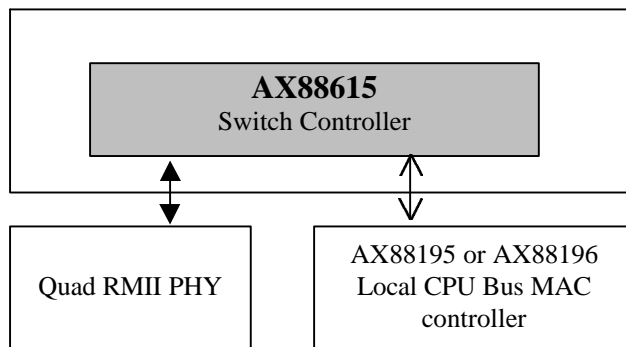 AX88615
Switch Controller
Quad RMII PHY
AX88195 or AX88196
Local CPU Bus MAC
controller